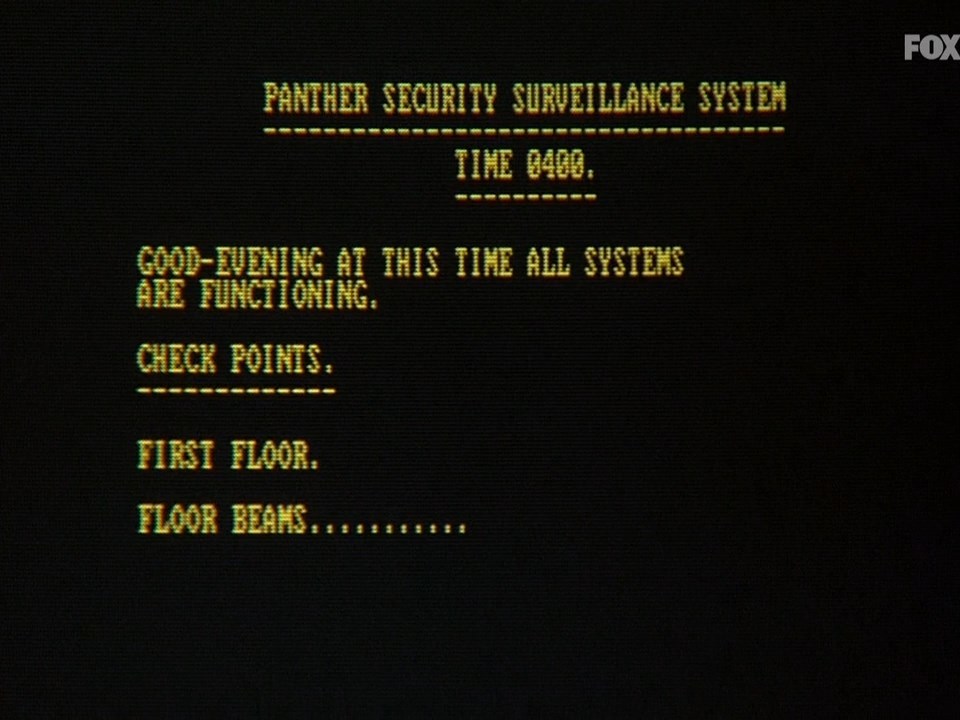 FOX
PANTHER SECURITY SURVEILLANCE SYSTEM
------------------------------------
TIME 0400.
----------
GOOD-EVENING AT THIS TIME ALL SYSTEMS
ARE FUNCTIONING.
CHECK POINTS.
-------------
FIRST FLOOR.
FLOOR BEAMS...........